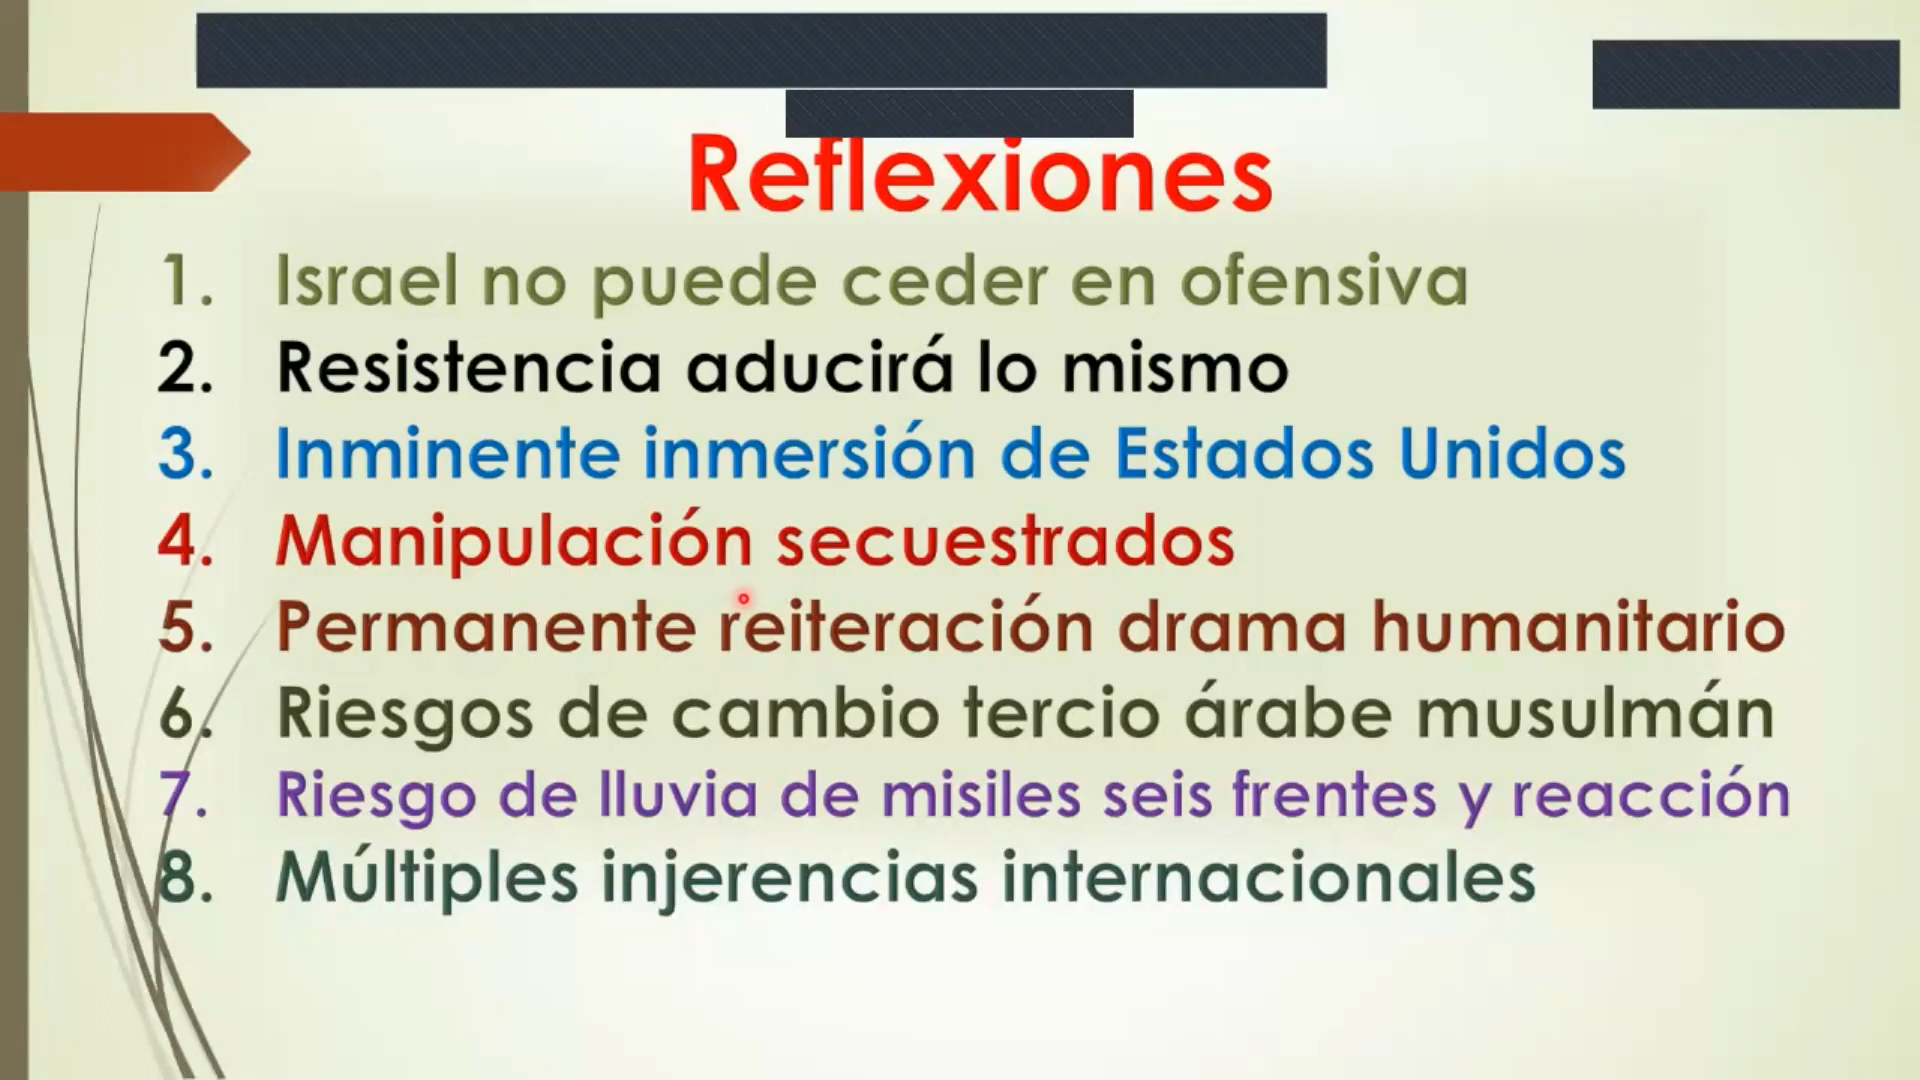 Reflexiones
1. Israel no puede ceder en ofensiva
2. Resistencia aducirá lo mismo
3. Inminente inmersión de Estados Unidos
4. Manipulación secuestrados
5. Permanente reiteración drama humanitario
6. Riesgos de cambio tercio árabe musulmán
7. Riesgo de lluvia de misiles seis frentes y reacción
8. Múltiples injerencias internacionales